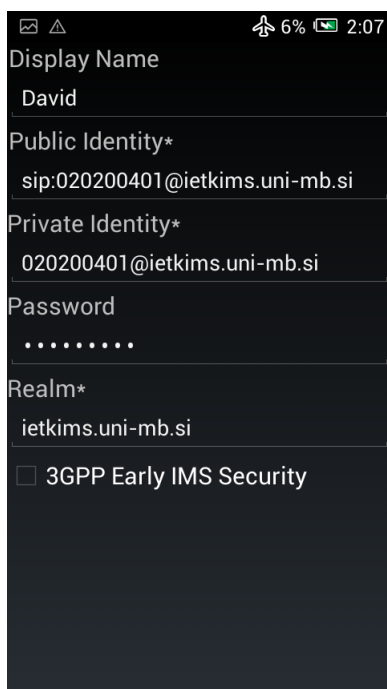 6% 2:07
Display Name
David
Public Identity*
sip:020200401@ietkims.uni-mb.si
Private Identity*
020200401@ietkims.uni-mb.si
Password
•••••••••
Realm*
ietkims.uni-mb.si
3GPP Early IMS Security